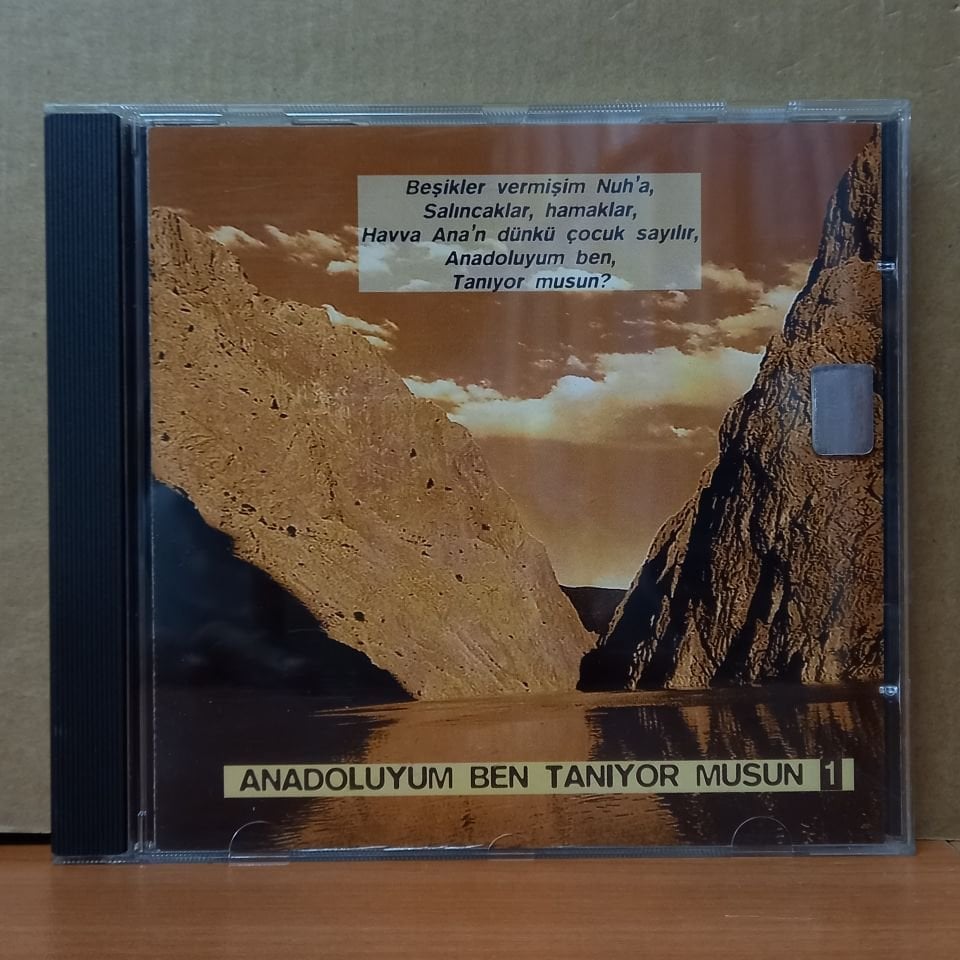 Beşikler vermişim Nuh'a,
Salıncaklar, hamaklar,
Havva Ana'n dünkü çocuk sayılır,
Anadoluyum ben,
Tanıyor musun?
ANADOLUYUM BEN TANIYOR MUSUN 1